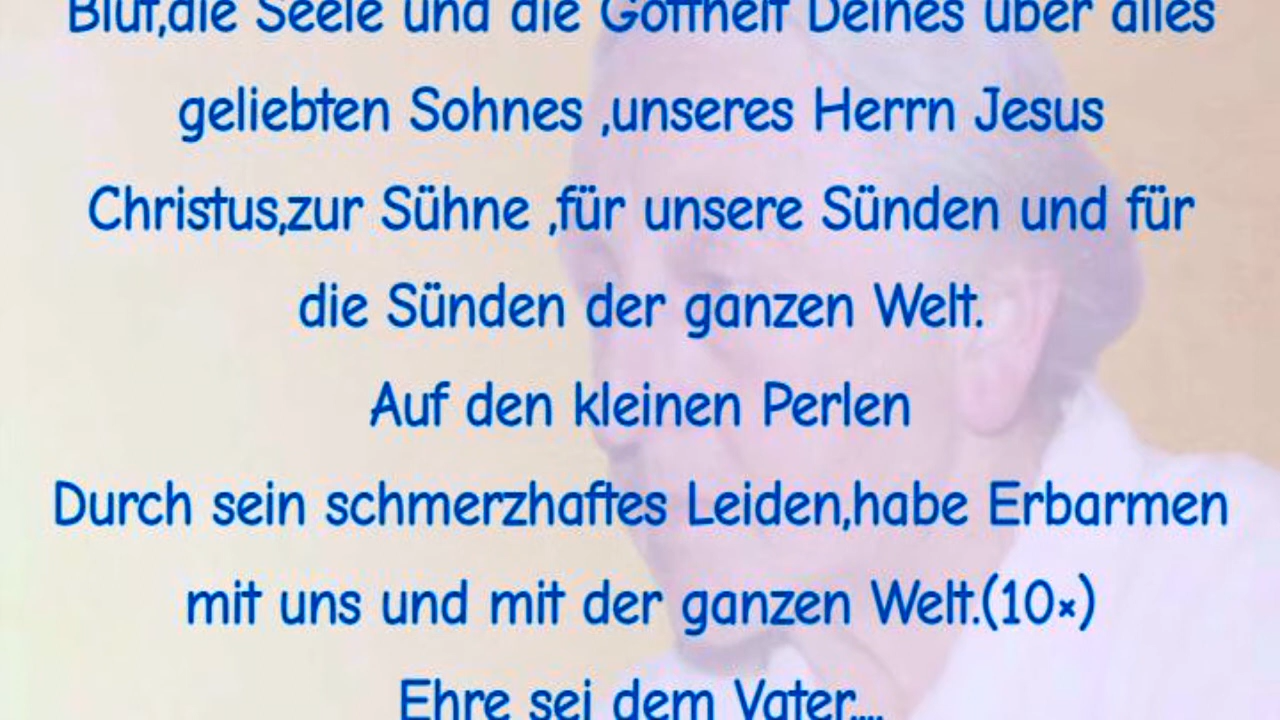 Blut,die Seele und die Gottheit Deines über alles
geliebten Sohnes ,unseres Herrn Jesus
Christus,zur Sühne ,für unsere Sünden und für
die Sünden der ganzen Welt.
Auf den kleinen Perlen
Durch sein schmerzhaftes Leiden,habe Erbarmen
mit uns und mit der ganzen Welt.(10×)
Ehre sei dem Vater....